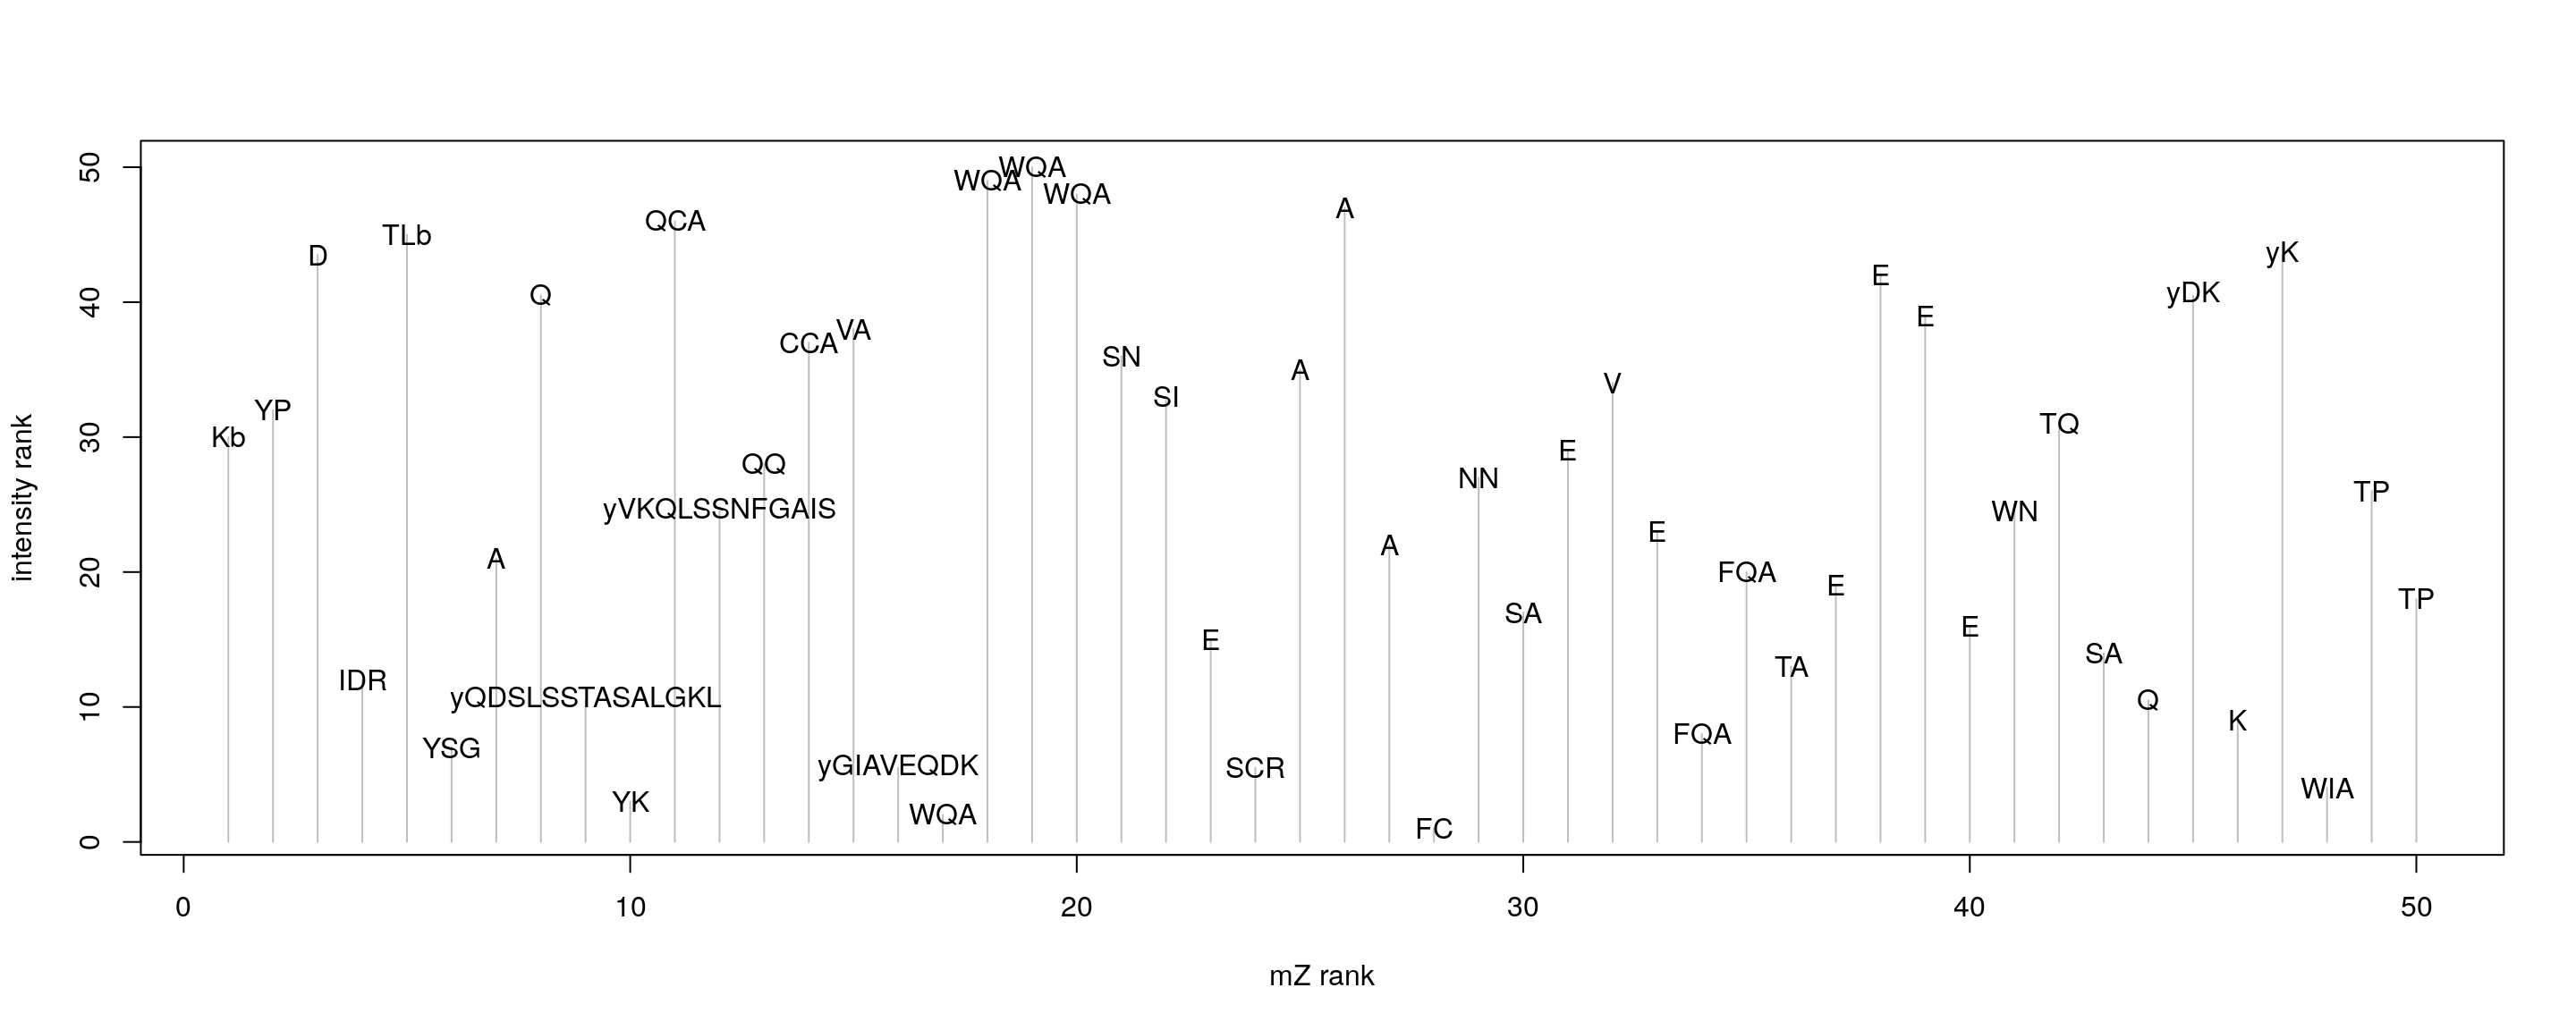 50
WQA
WQA
WQA
A
QCA
TLb
D
yK
E
yDK
40
Q
E
VA
CCA
SN
A
V
SI
YP
TQ
30
Kb
E
QQ
NN
TP
yVKQLSSNFGAIS
WN
E
A
A
20
FQA
E
TP
SA
E
E
SA
TA
IDR
yQDSLSSTASALGKL
Q
10
K
FQA
YSG
yGIAVEQDK
SCR
WIA
YK
WQA
FC
0
intensity rank
0 10 20 30 40 50
mZ rank